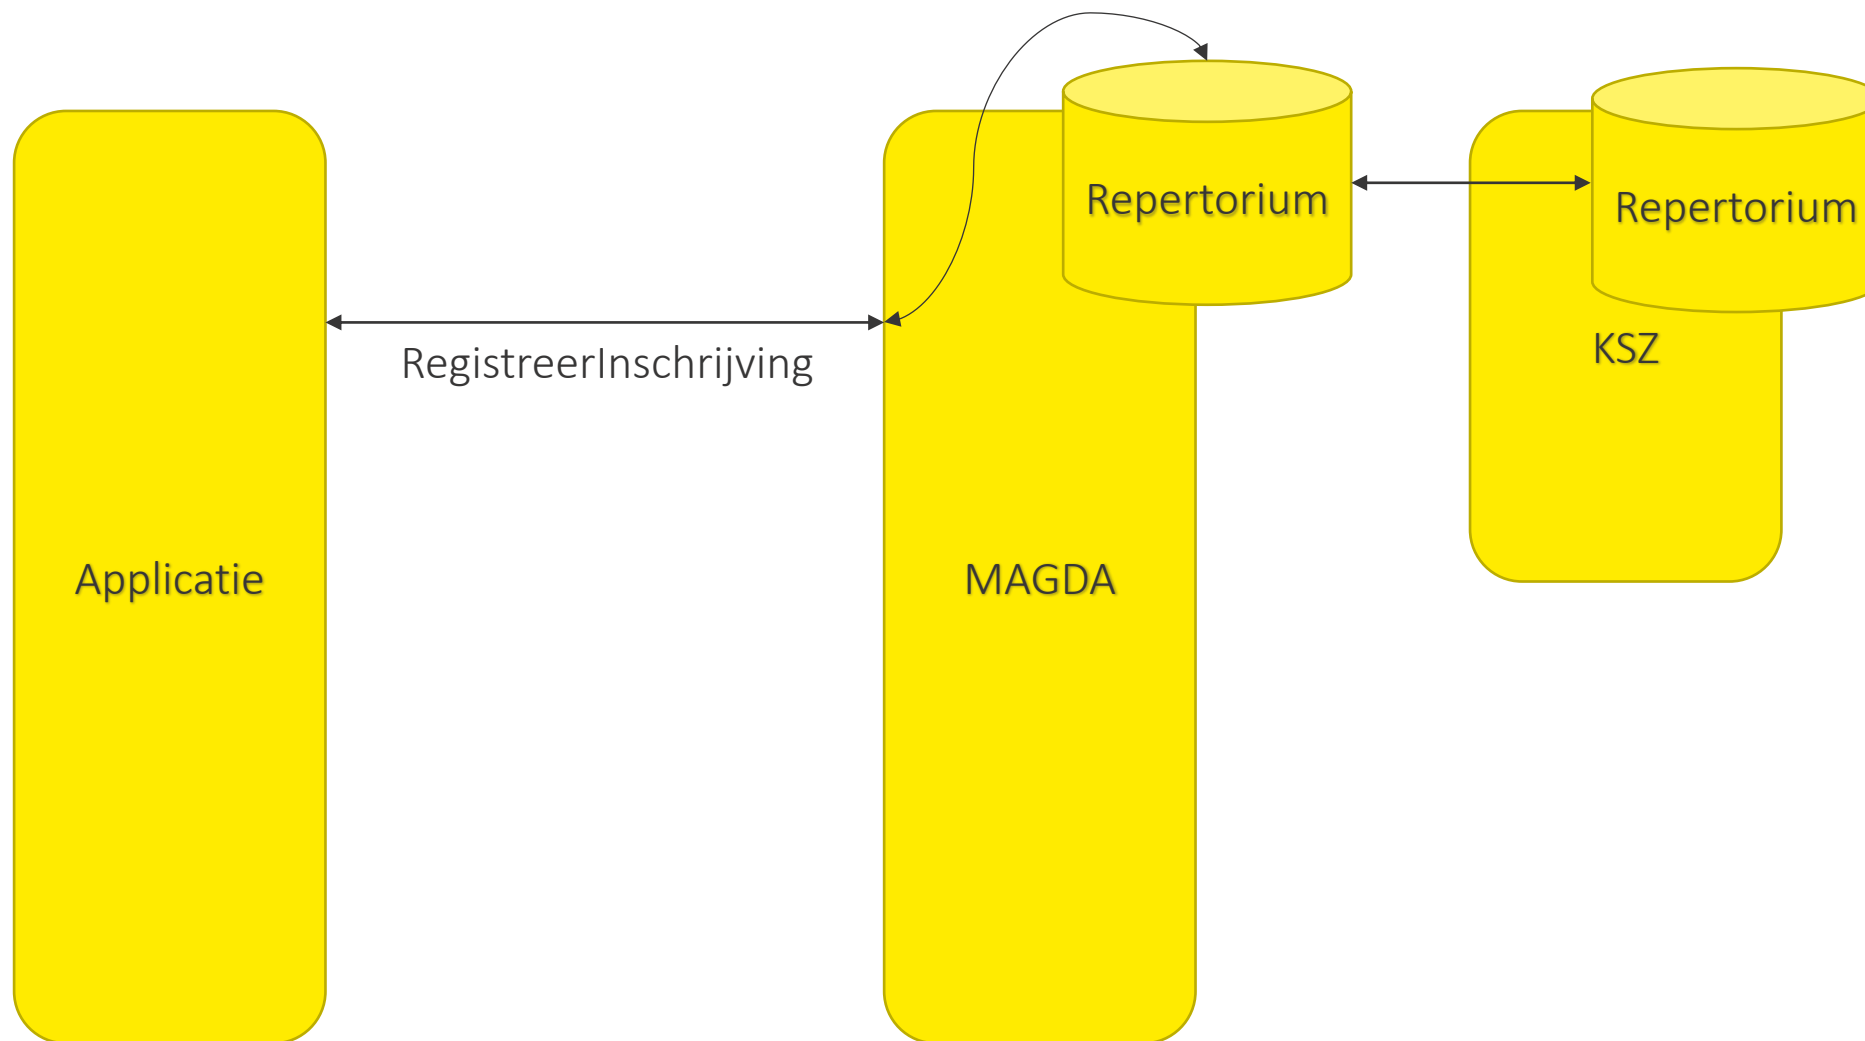 Repertorium
Repertorium
RegistreerInschrijving
KSZ
Applicatie
MAGDA